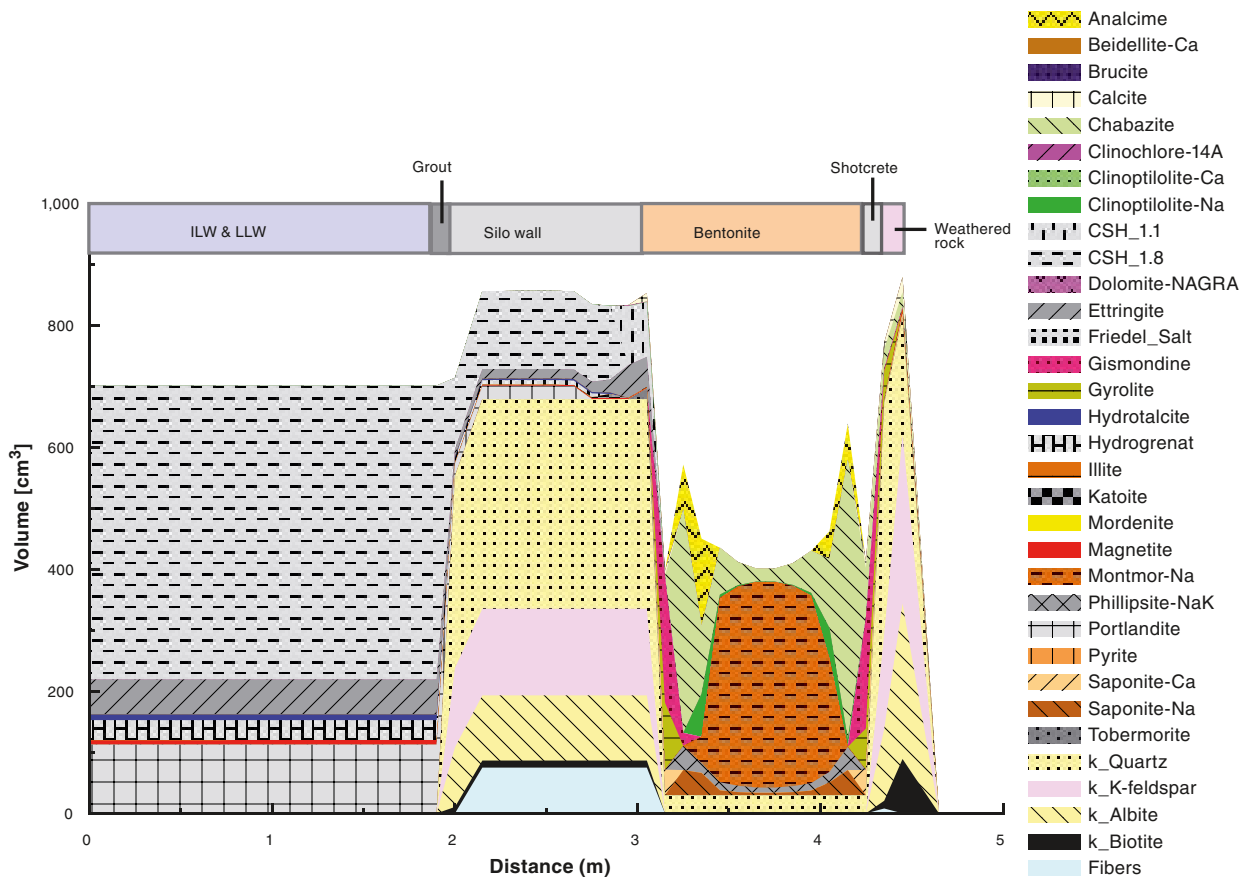 Grout
Shotcrete
ILW & LLW
Silo wall
Bentonite
Weathered
rock
1,000
800
600
400
200
0
Volume [cm³]
0
1
2
3
4
5
Distance (m)
Analcime
Beidellite-Ca
Brucite
Calcite
Chabazite
Clinochlore-14A
Clinoptilolite-Ca
Clinoptilolite-Na
CSH_1.1
CSH_1.8
Dolomite-NAGRA
Ettringite
Friedel_Salt
Gismondine
Gyrolite
Hydrotalcite
Hydrogrenat
Illite
Katoite
Mordenite
Magnetite
Montmor-Na
Phillipsite-NaK
Portlandite
Pyrite
Saponite-Ca
Saponite-Na
Tobermorite
k_Quartz
k_K-feldspar
k_Albite
k_Biotite
Fibers